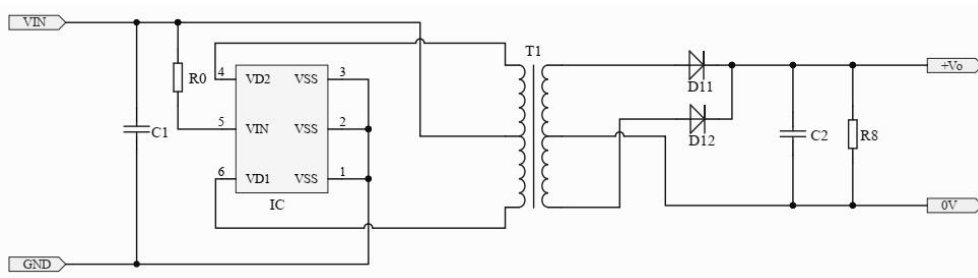 VIN
T1
4 VD2 VSS 3
R0
+Vo
D11
5 VIN VSS 2
C1
D12
C2
R8
6 VD1 VSS 1
IC
0V
GND